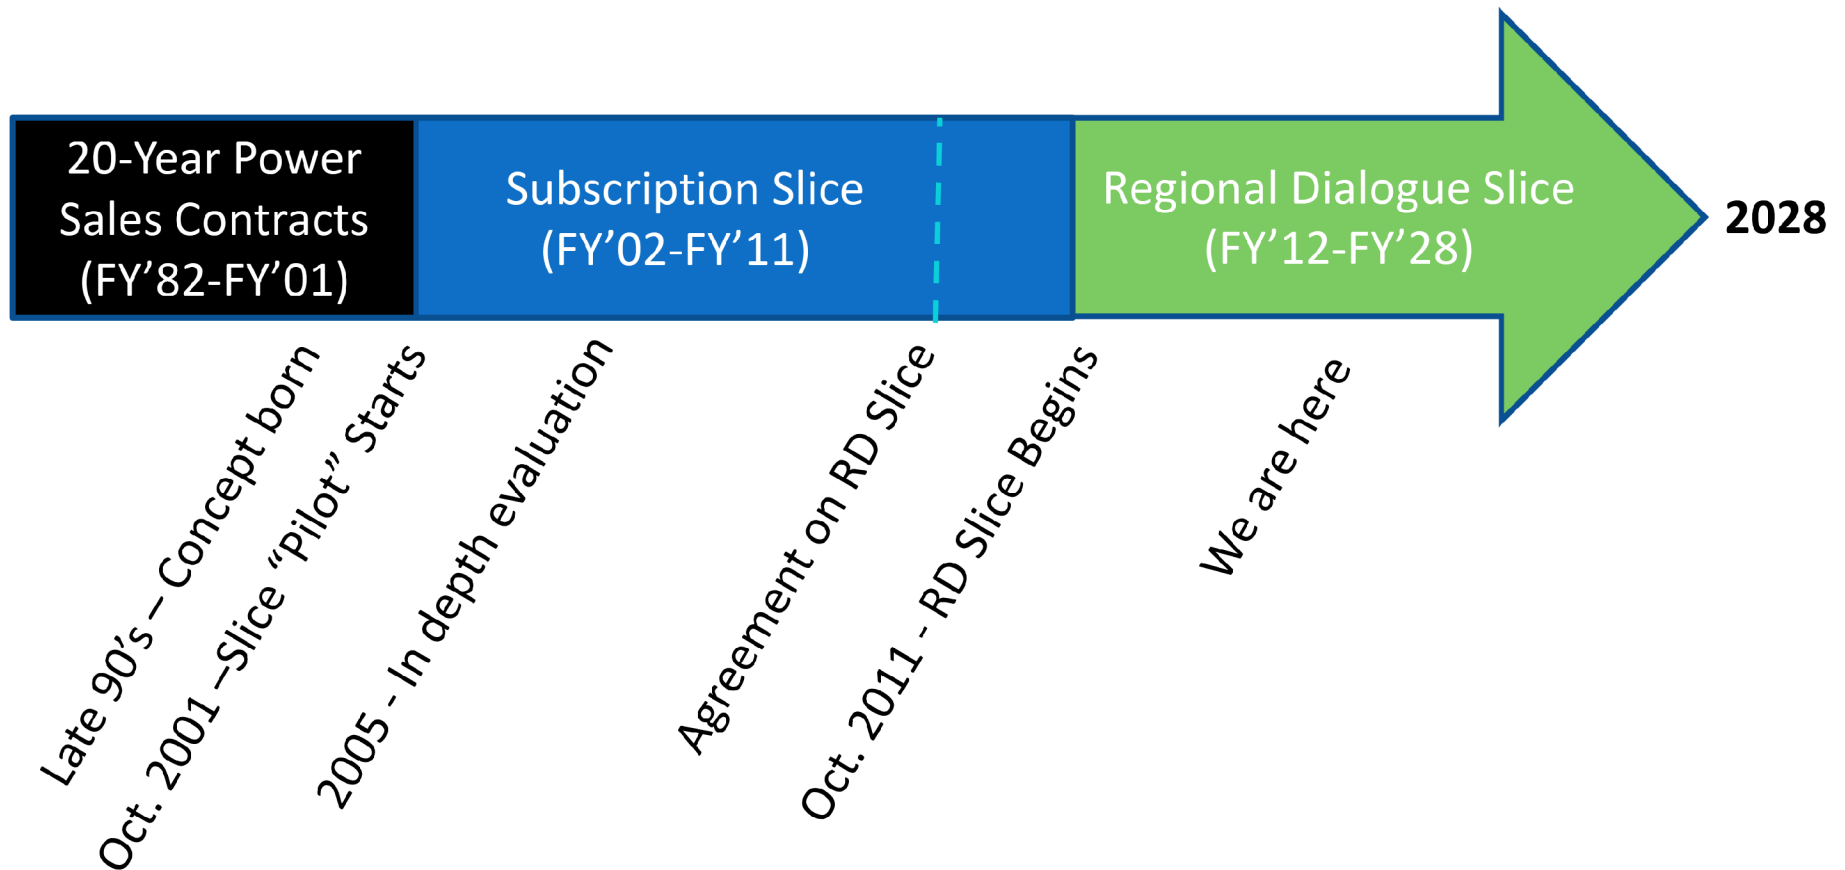 20-Year Power
Sales Contracts
(FY’82-FY’01)
Subscription Slice
(FY’02-FY’11)
Regional Dialogue Slice
(FY’12-FY’28)
2028
Late 90’s – Concept born
Oct. 2001 –Slice “Pilot” Starts
2005 - In depth evaluation
Agreement on RD Slice
Oct. 2011 - RD Slice Begins
We are here